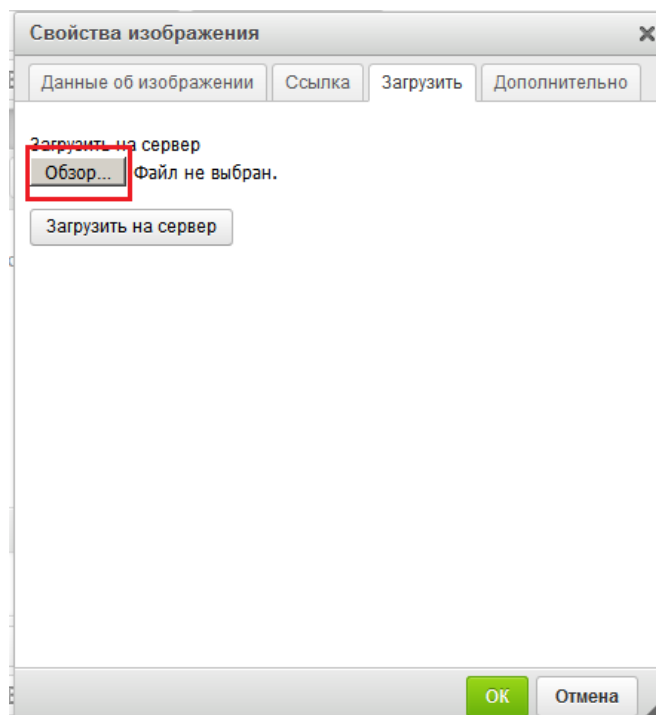 Свойства изображения
Данные об изображении Ссылка Загрузить Дополнительно
Загрузить на сервер
Обзор... Файл не выбран.
Загрузить на сервер
ОК Отмена